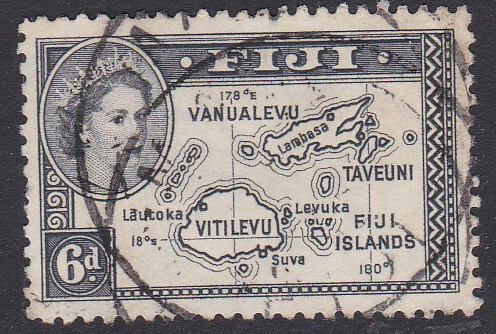 · FIJI ·
178°E
VANUALEVU
Lambasa
TAVEUNI
Lautoka
Levuka
VITILEVU
FIJI
ISLANDS
18°S
Suva
180°
6d